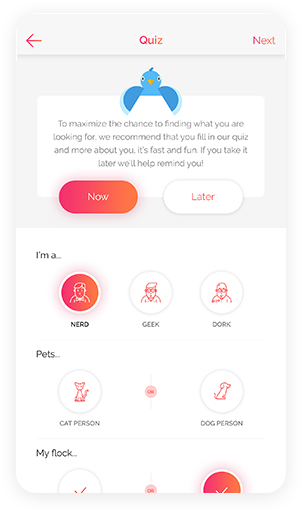 Quiz Next
To maximize the chance to finding what you are
looking for, we recommend that you fill in our quiz
and more about you, it's fast and fun. If you take it
later we'll help remind you!
Now Later
I'm a...
NERD GEEK DORK
Pets...
OR
CAT PERSON DOG PERSON
My flock...
OR